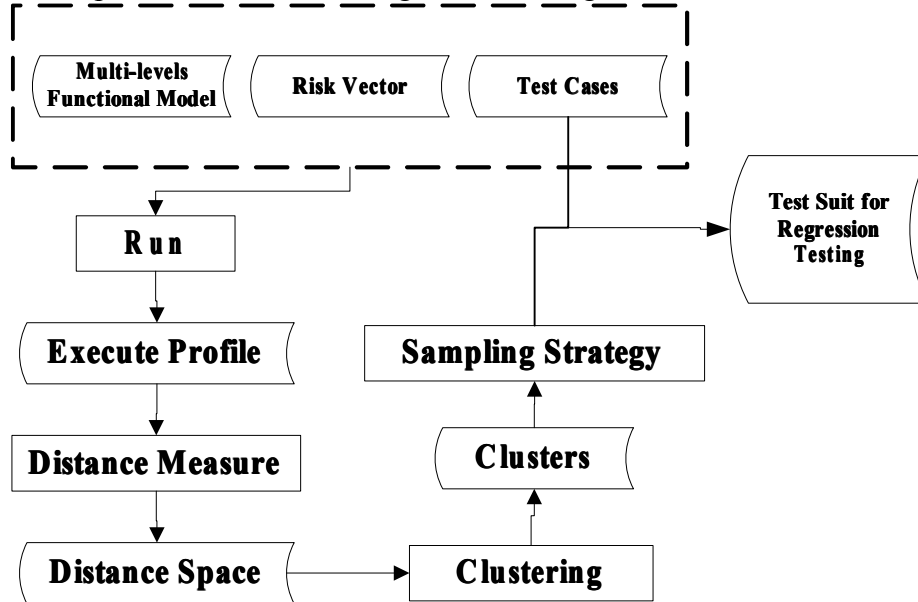 Multi-levels
Functional Model
Risk Vector
Test Cases
Test Suit for
Regression
Testing
Run
Execute Profile
Sampling Strategy
Distance Measure
Clusters
Distance Space
Clustering